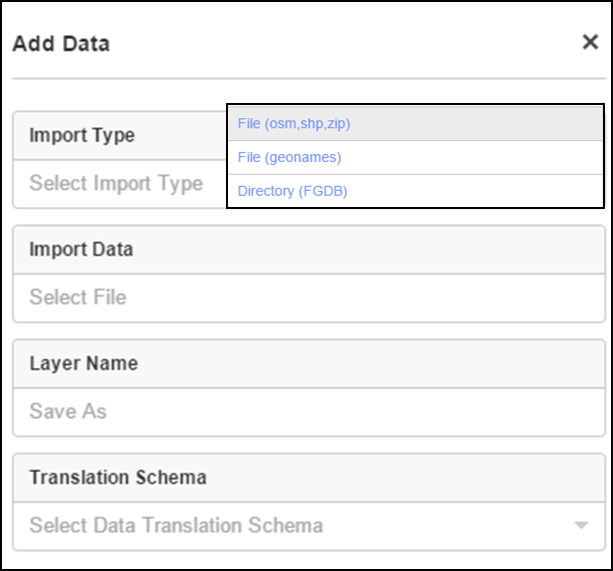 Add Data ×
Import Type
File (osm,shp,zip)
Select Import Type
File (geonames)
Directory (FGDB)
Import Data
Select File
Layer Name
Save As
Translation Schema
Select Data Translation Schema